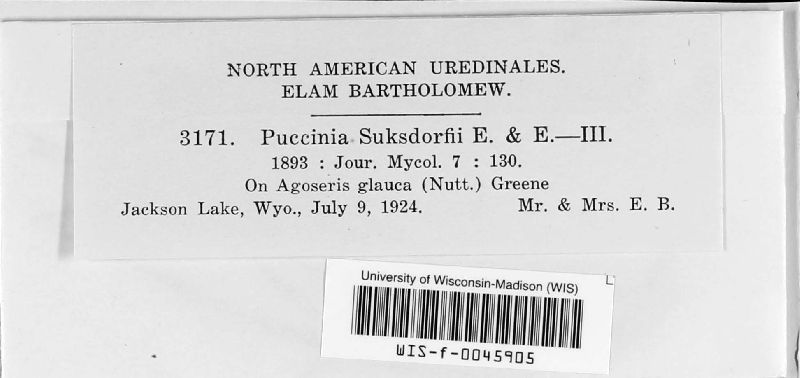 NORTH AMERICAN UREDINALES.
ELAM BARTHOLOMEW.
3171. Puccinia Suksdorfii E. & E.—III.
1893 : Jour. Mycol. 7 : 130.
On Agoseris glauca (Nutt.) Greene
Jackson Lake, Wyo., July 9, 1924. Mr. & Mrs. E. B.
University of Wisconsin-Madison (WIS)
WIS-f-0045905